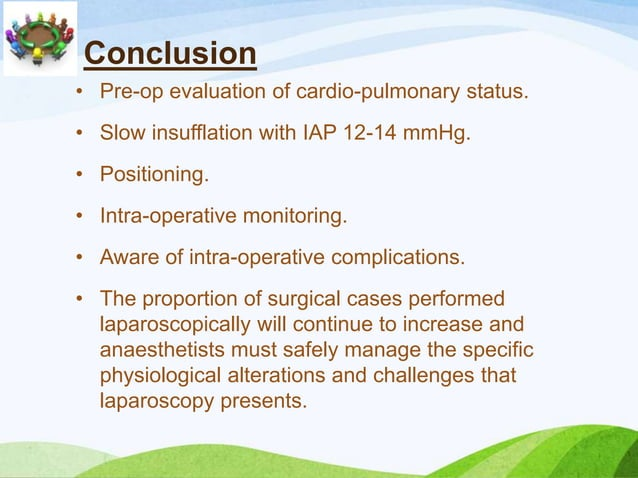 Conclusion
• Pre-op evaluation of cardio-pulmonary status.
• Slow insufflation with IAP 12-14 mmHg.
• Positioning.
• Intra-operative monitoring.
• Aware of intra-operative complications.
• The proportion of surgical cases performed
laparoscopically will continue to increase and
anaesthetists must safely manage the specific
physiological alterations and challenges that
laparoscopy presents.